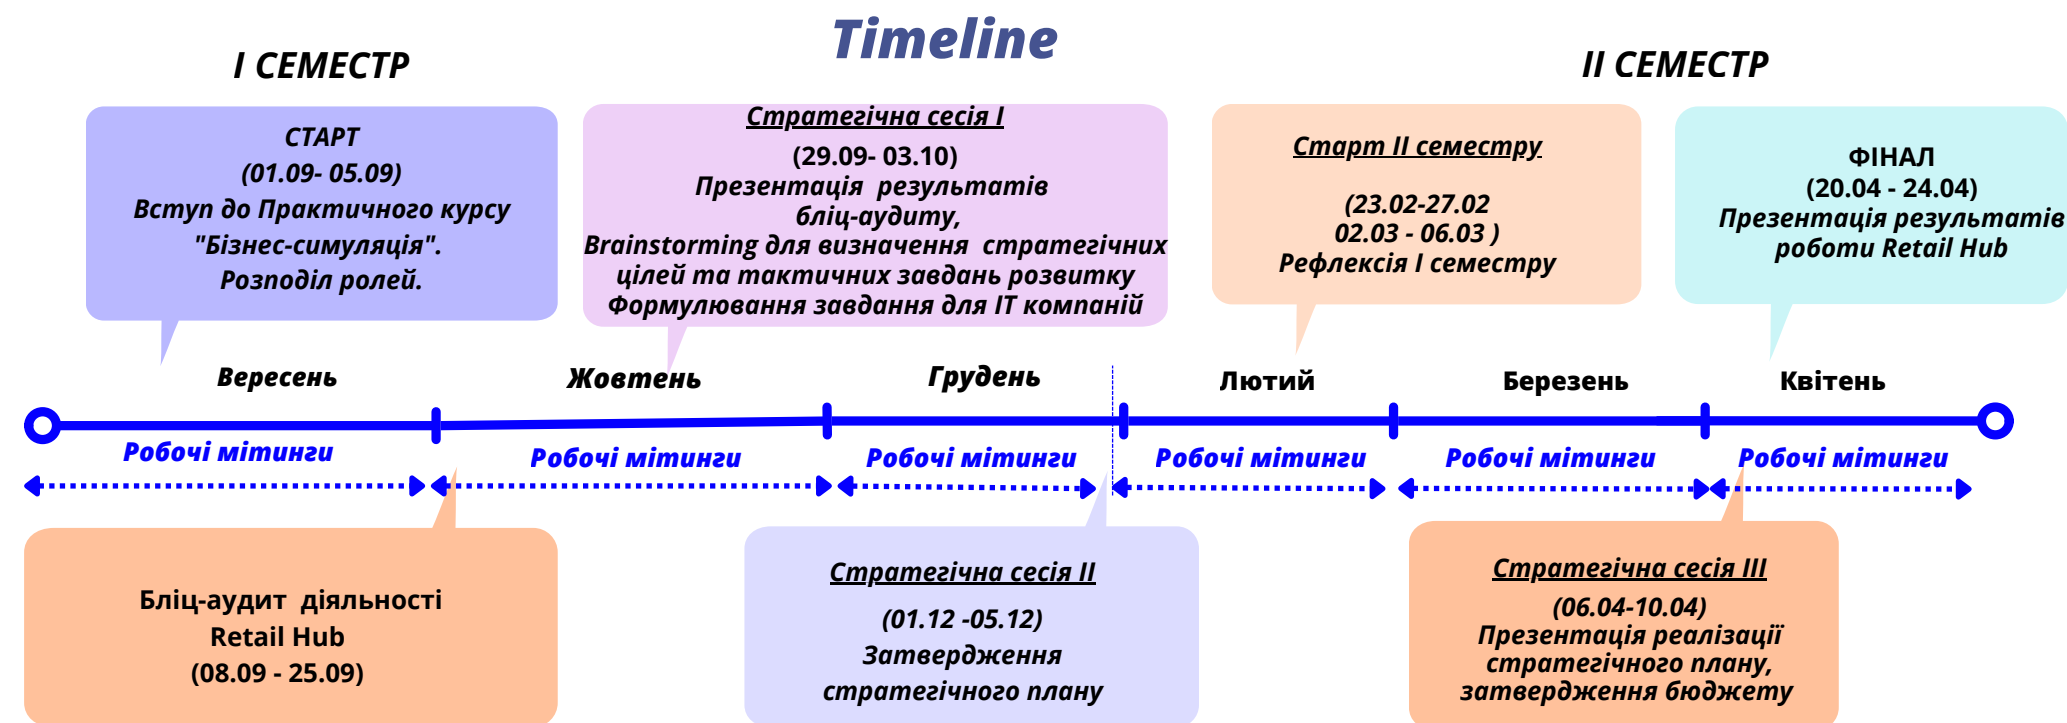 Timeline
I СЕМЕСТР
II СЕМЕСТР
СТАРТ
(01.09- 05.09)
Вступ до Практичного курсу
"Бізнес-симуляція".
Розподіл ролей.
Стратегічна сесія I
(29.09- 03.10)
Презентація результатів
бліц-аудиту,
Brainstorming для визначення стратегічних
цілей та тактичних завдань розвитку
Формулювання завдання для ІТ компаній
Старт II семестру
(23.02-27.02
02.03 - 06.03 )
Рефлексія I семестру
ФІНАЛ
(20.04 - 24.04)
Презентація результатів
роботи Retail Hub
Вересень
Жовтень
Грудень
Лютий
Березень
Квітень
Робочі мітинги
Робочі мітинги
Робочі мітинги
Робочі мітинги
Робочі мітинги
Робочі мітинги
Бліц-аудит діяльності
Retail Hub
(08.09 - 25.09)
Стратегічна сесія II
(01.12 -05.12)
Затвердження
стратегічного плану
Стратегічна сесія III
(06.04-10.04)
Презентація реалізації
стратегічного плану,
затвердження бюджету